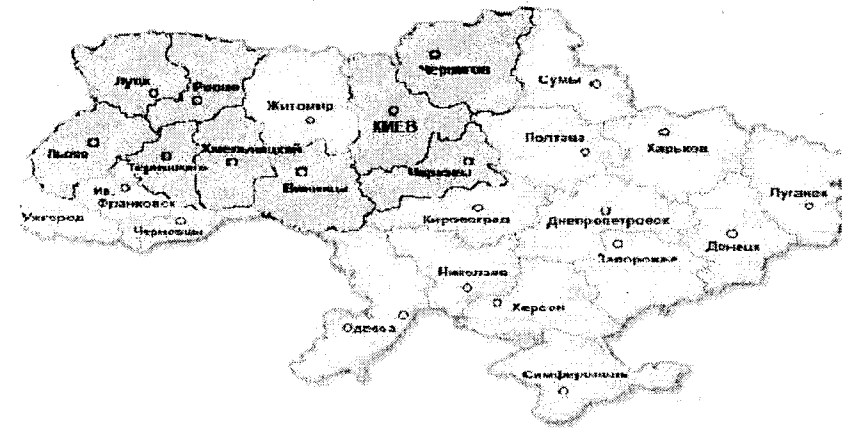 Чернигов
Луцк
Ровно
Сумы
Житомир
КИЕВ
Полтава
Харьков
Львов
Тернополь
Хмельницкий
Черкассы
Винница
Луганск
Ив.
Франковск
Ужгород
Черновцы
Кировоград
Днепропетровск
Донецк
Запорожье
Николаев
Херсон
Одесса
Симферополь